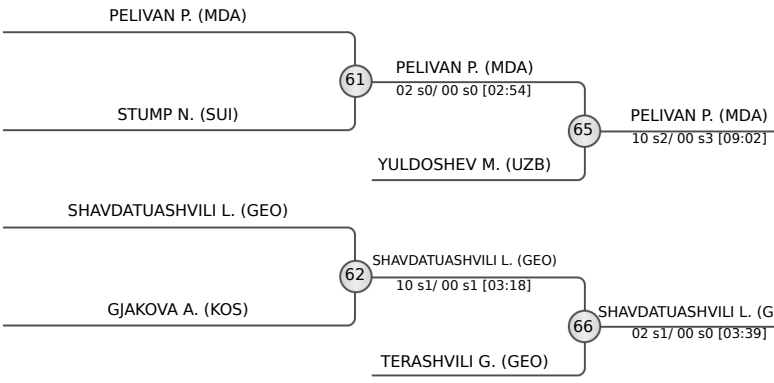 PELIVAN P. (MDA)
61
PELIVAN P. (MDA)
02 s0/ 00 s0 [02:54]
STUMP N. (SUI)
65
PELIVAN P. (MDA)
10 s2/ 00 s3 [09:02]
YULDOSHEV M. (UZB)
SHAVDATUASHVILI L. (GEO)
62
SHAVDATUASHVILI L. (GEO)
10 s1/ 00 s1 [03:18]
GJAKOVA A. (KOS)
66
SHAVDATUASHVILI L. (G
02 s1/ 00 s0 [03:39]
TERASHVILI G. (GEO)